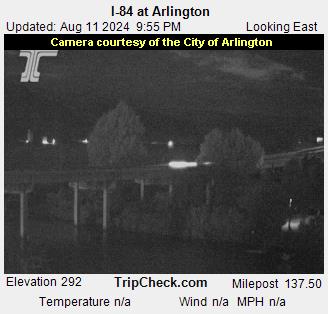 I-84 at Arlington
Updated: Aug 11 2024 9:55 PM Looking East
Camera courtesy of the City of Arlington
Elevation 292 TripCheck.com Milepost 137.50
Temperature n/a Wind n/a MPH n/a